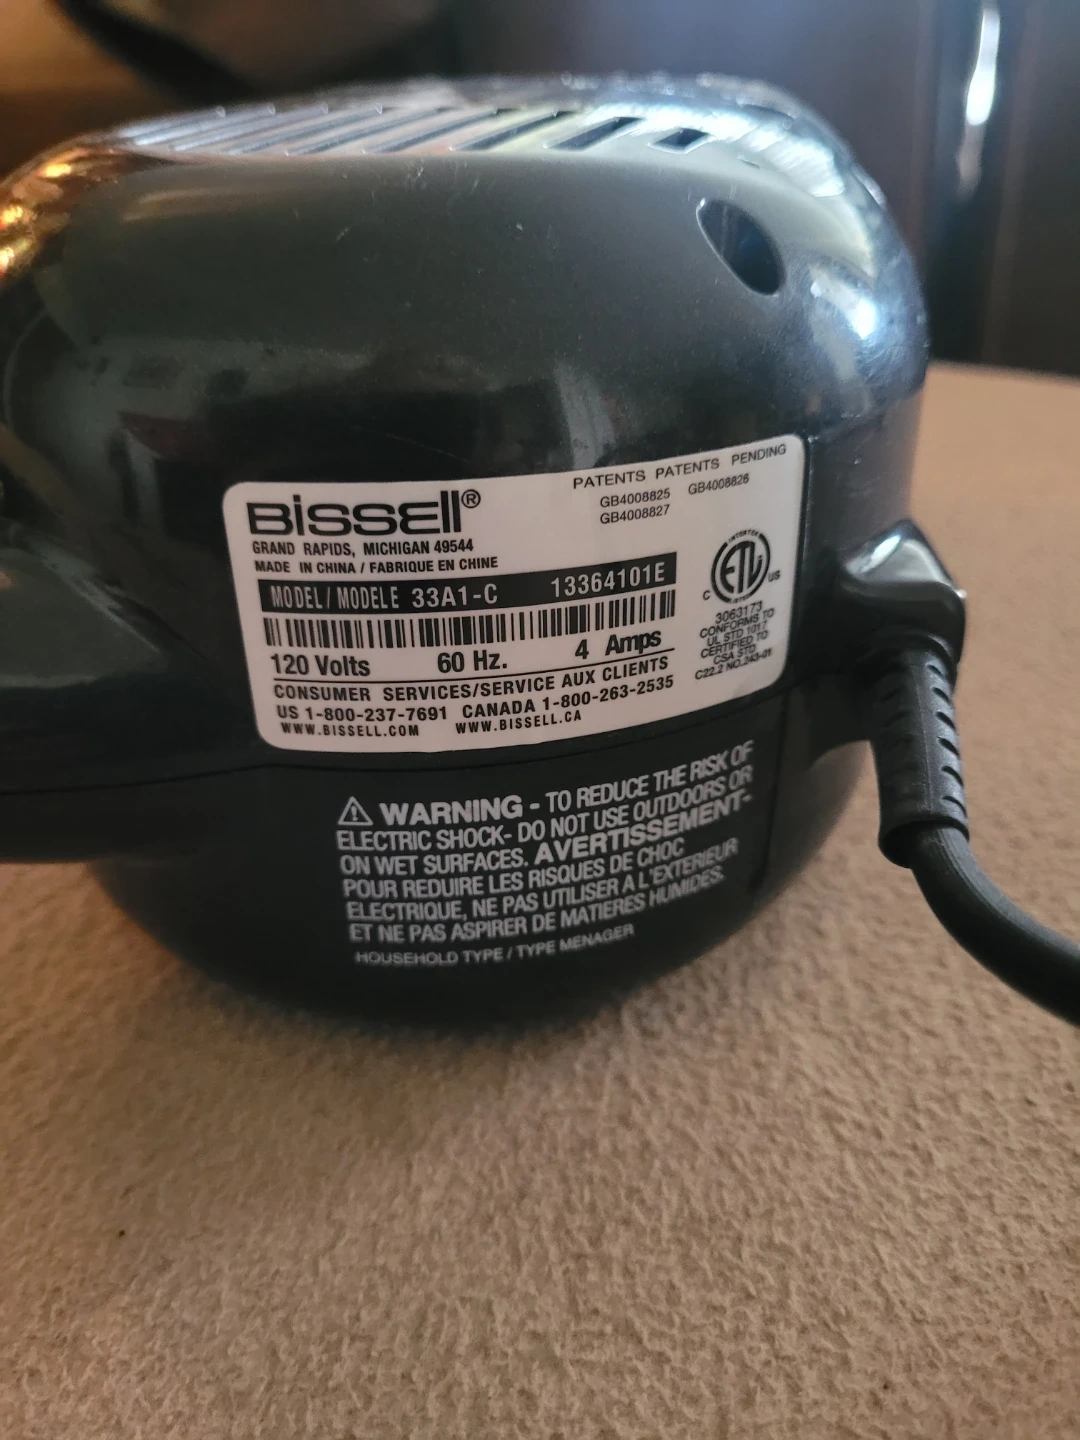 BISSELL®
GRAND RAPIDS, MICHIGAN 49544
MADE IN CHINA / FABRIQUE EN CHINE
PATENTS PATENTS PENDING
GB4008825 GB4008826
GB4008827
MODEL / MODELE 33A1-C 13364101E
120 Volts 60 Hz. 4 Amps
CONSUMER SERVICES/SERVICE AUX CLIENTS
US 1-800-237-7691 CANADA 1-800-263-2535
WWW.BISSELL.COM WWW.BISSELL.CA
INTERTEK
ETL
C US
3063173
CONFORMS TO
UL STD 1017
CERTIFIED TO
CSA STD
C22.2 NO.243-01
WARNING - TO REDUCE THE RISK OF
ELECTRIC SHOCK- DO NOT USE OUTDOORS OR
ON WET SURFACES. AVERTISSEMENT-
POUR REDUIRE LES RISQUES DE CHOC
ELECTRIQUE, NE PAS UTILISER A L'EXTERIEUR
ET NE PAS ASPIRER DE MATIERES HUMIDES.
HOUSEHOLD TYPE / TYPE MENAGER